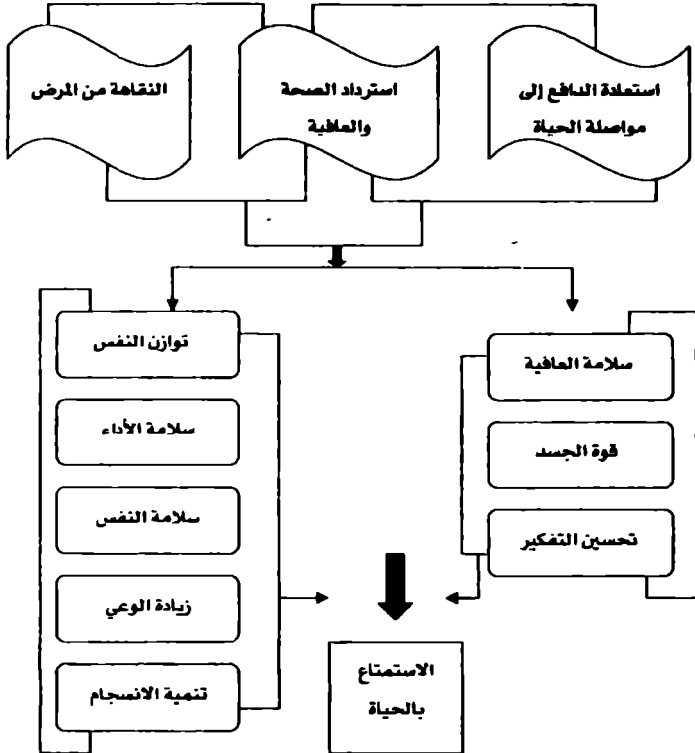 استعادة الدافع إلى
مواصلة الحياة
استرداد الصحة
والعافية
النقاهة من المرض
سلامة العافية
قوة الجسد
تحسين التفكير
توازن النفس
سلامة الأداء
سلامة النفس
زيادة الوعي
تنمية الانسجام
الاستمتاع
بالحياة